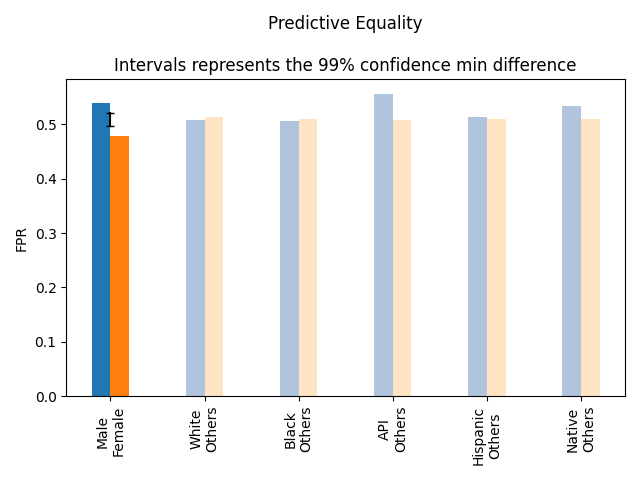 Predictive Equality
Intervals represents the 99% confidence min difference
FPR
0.5
0.4
0.3
0.2
0.1
0.0
Male
Female
White
Others
Black
Others
API
Others
Hispanic
Others
Native
Others